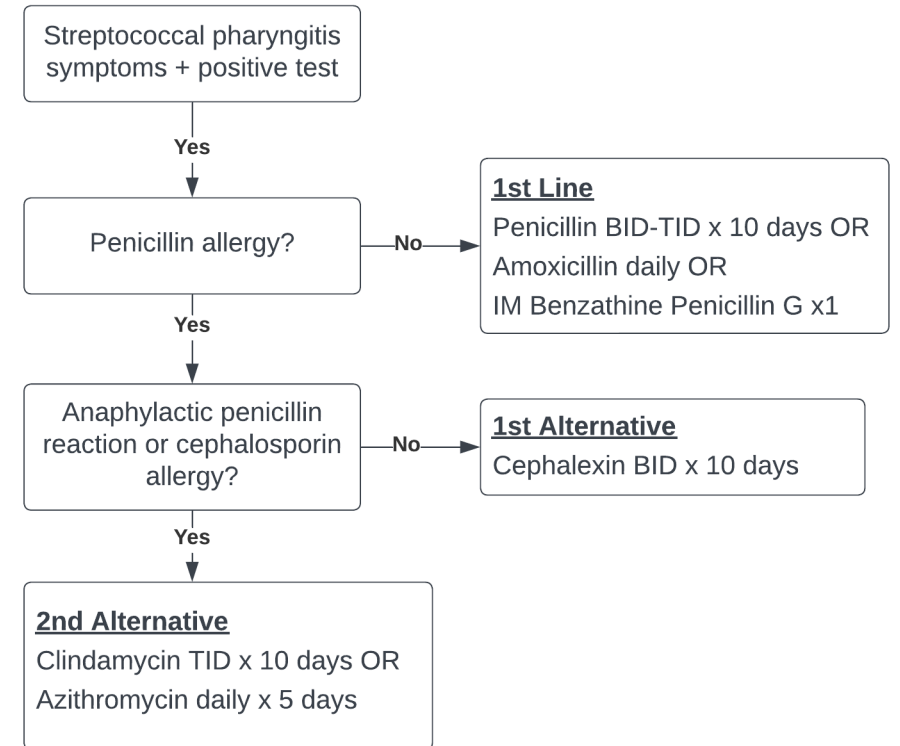 Streptococcal pharyngitis
symptoms + positive test
Yes
Penicillin allergy?
No
1st Line
Penicillin BID-TID x 10 days OR
Amoxicillin daily OR
IM Benzathine Penicillin G x1
Yes
Anaphylactic penicillin
reaction or cephalosporin
allergy?
No
1st Alternative
Cephalexin BID x 10 days
Yes
2nd Alternative
Clindamycin TID x 10 days OR
Azithromycin daily x 5 days